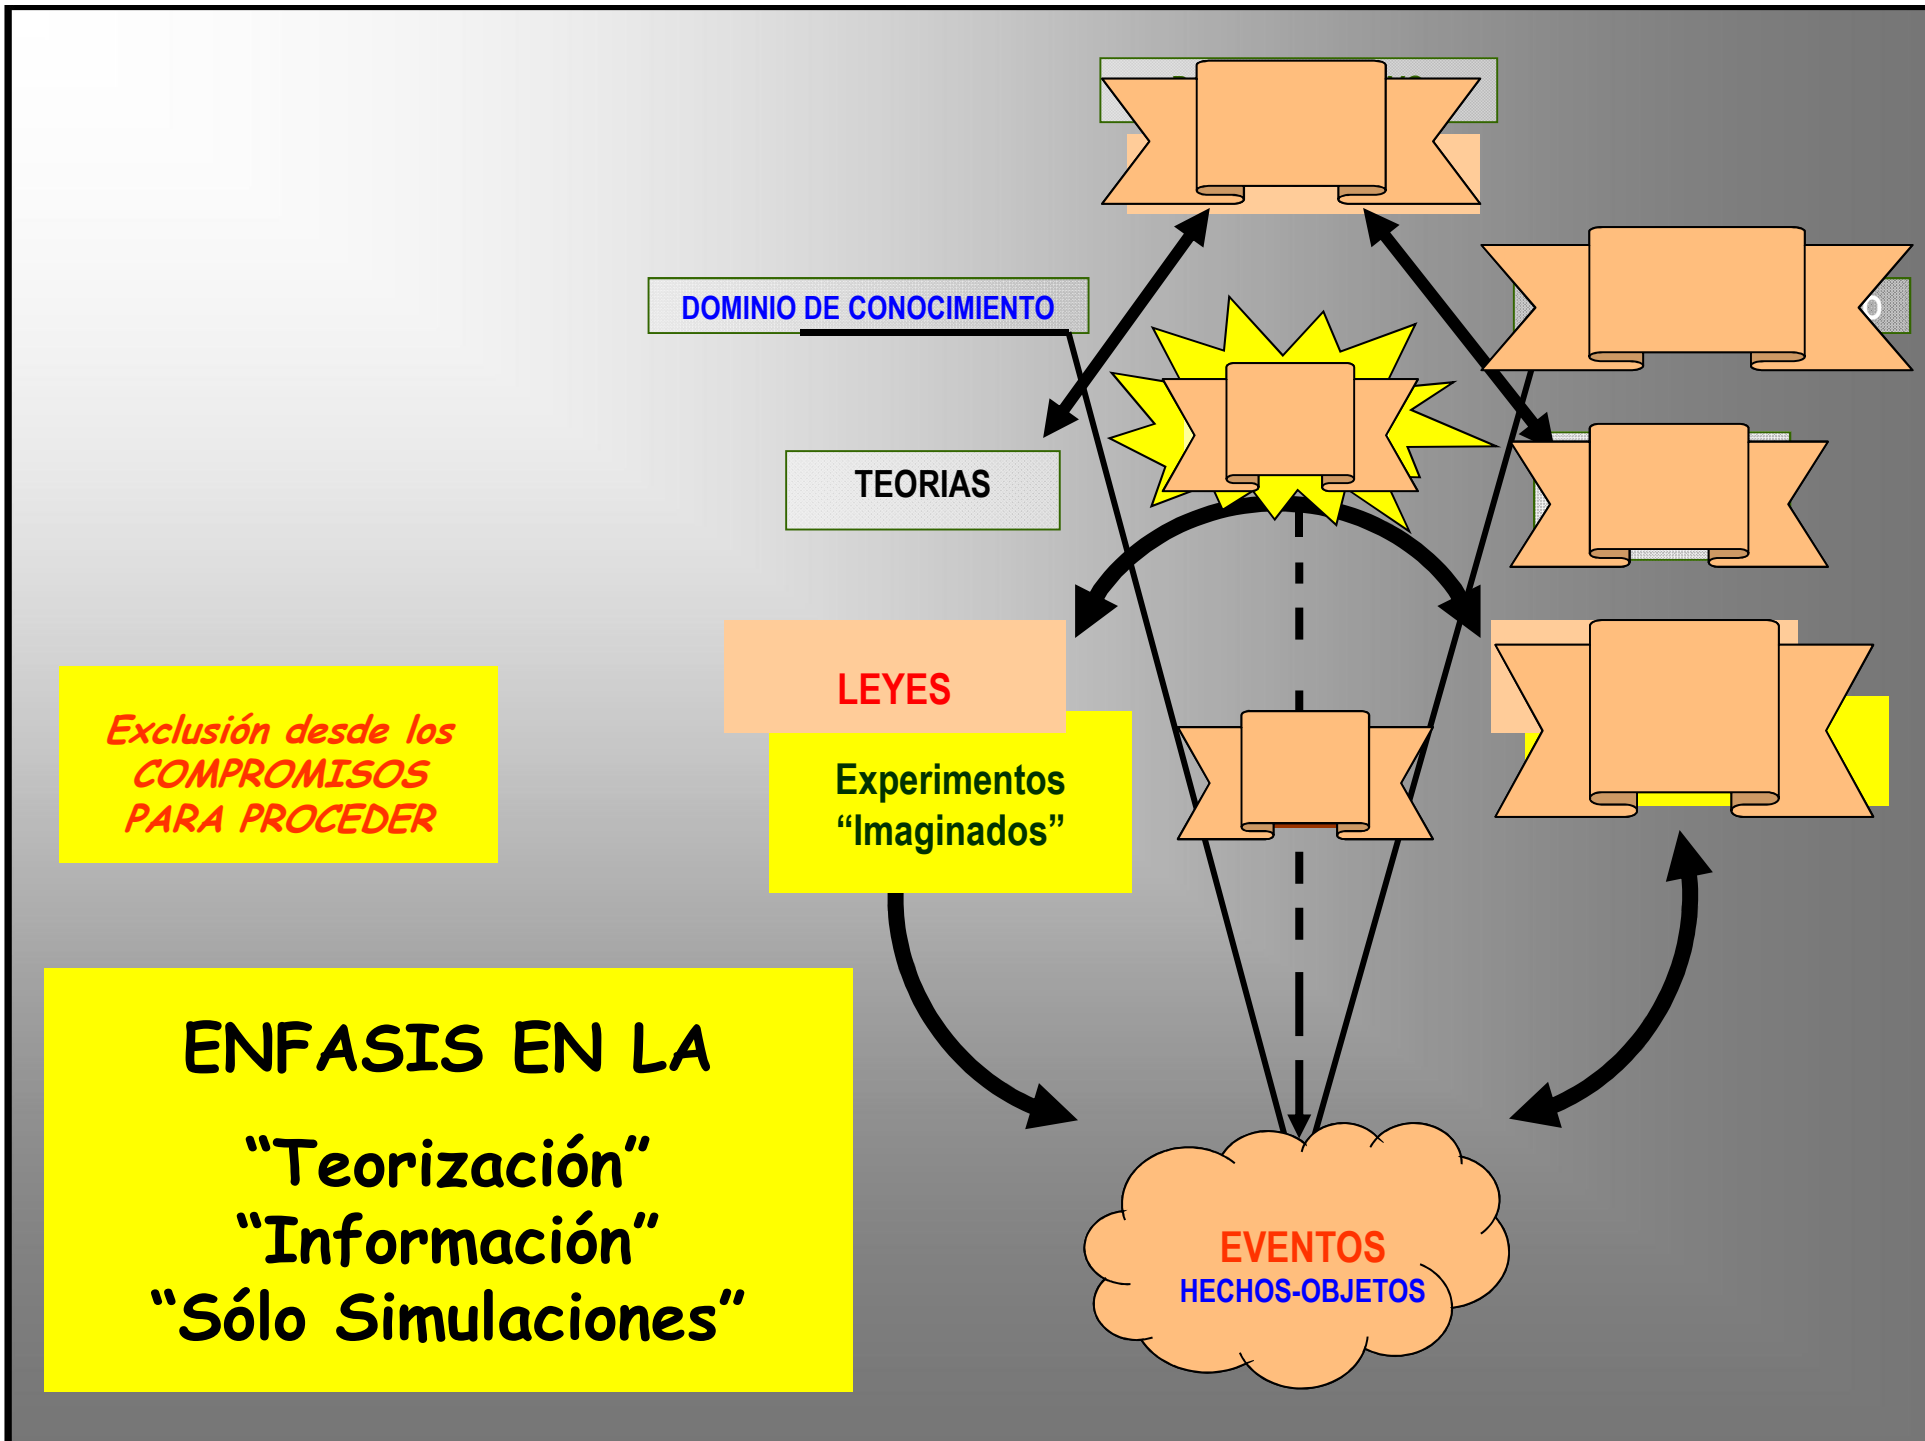 DOMINIO DE CONOCIMIENTO
TEORIAS
LEYES
Experimentos
“Imaginados”
Exclusión desde los
COMPROMISOS
PARA PROCEDER
ENFASIS EN LA
“Teorización”
“Información”
“Sólo Simulaciones”
EVENTOS
HECHOS-OBJETOS